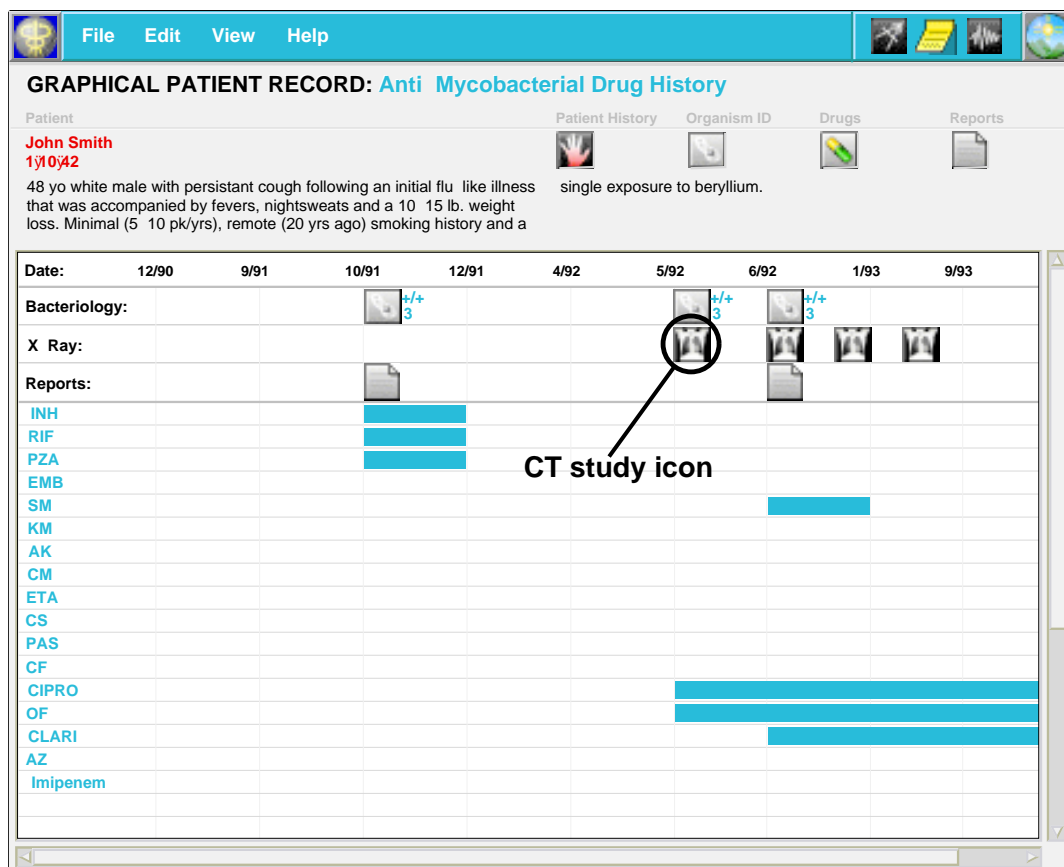 File Edit View Help
GRAPHICAL PATIENT RECORD: Anti Mycobacterial Drug History
Patient Patient History Organism ID Drugs Reports
John Smith
1ÿ10ÿ42
48 yo white male with persistant cough following an initial flu like illness
that was accompanied by fevers, nightsweats and a 10 15 lb. weight
loss. Minimal (5 10 pk/yrs), remote (20 yrs ago) smoking history and a
single exposure to beryllium.
Date: 12/90 9/91 10/91 12/91 4/92 5/92 6/92 1/93 9/93
Bacteriology: +/+ 3 +/+ 3 +/+ 3
X Ray:
Reports:
INH
RIF
PZA
CT study icon
EMB
SM
KM
AK
CM
ETA
CS
PAS
CF
CIPRO
OF
CLARI
AZ
Imipenem